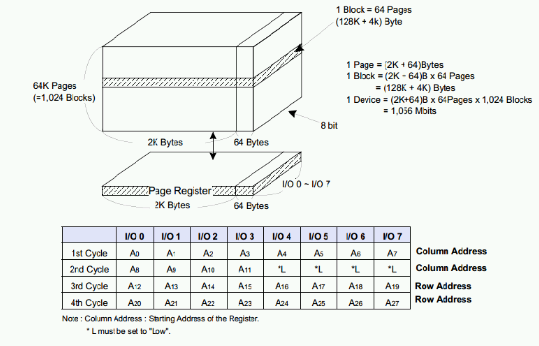 1 Block = 64 Pages
(128K + 4k) Byte
64K Pages
(=1,024 Blocks)
1 Page = (2K + 64)Bytes
1 Block = (2K + 64)B x 64 Pages
= (128K + 4K) Bytes
1 Device = (2K+64)B x 64Pages x 1,024 Blocks
= 1,056 Mbits
8 bit
2K Bytes
64 Bytes
Page Register
I/O 0 ~ I/O 7
2K Bytes
64 Bytes
I/O 0 I/O 1 I/O 2 I/O 3 I/O 4 I/O 5 I/O 6 I/O 7
1st Cycle A0 A1 A2 A3 A4 A5 A6 A7 Column Address
2nd Cycle A8 A9 A10 A11 *L *L *L *L Column Address
3rd Cycle A12 A13 A14 A15 A16 A17 A18 A19 Row Address
4th Cycle A20 A21 A22 A23 A24 A25 A26 A27 Row Address
Note : Column Address : Starting Address of the Register.
* L must be set to "Low".